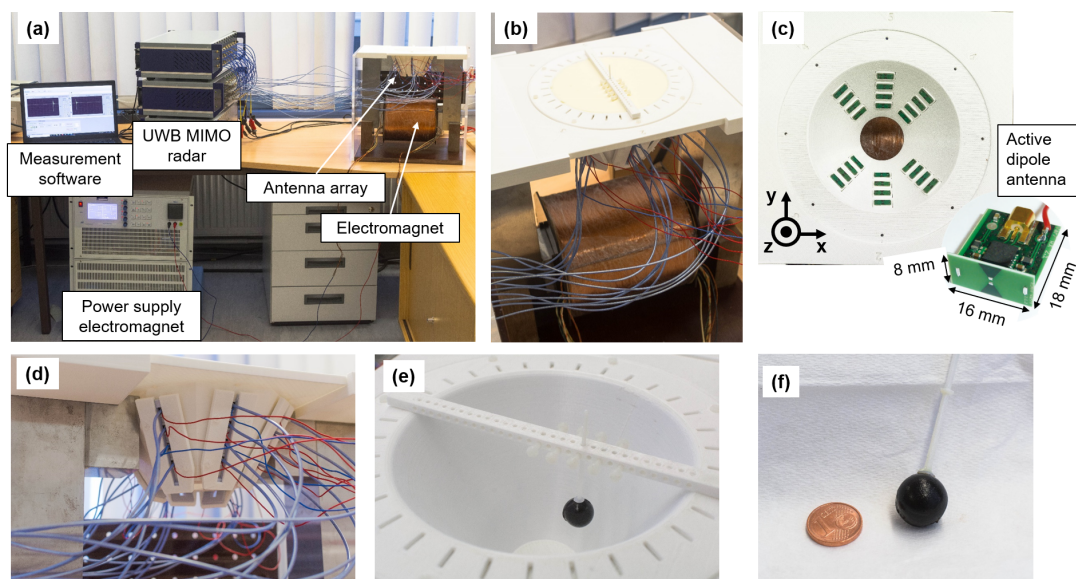 (a)
Measurement
software
UWB MIMO
radar
Antenna array
Electromagnet
Power supply
electromagnet
(b)
(c)
Active
dipole
antenna
y
z
x
8 mm
16 mm
18 mm
(d)
(e)
(f)